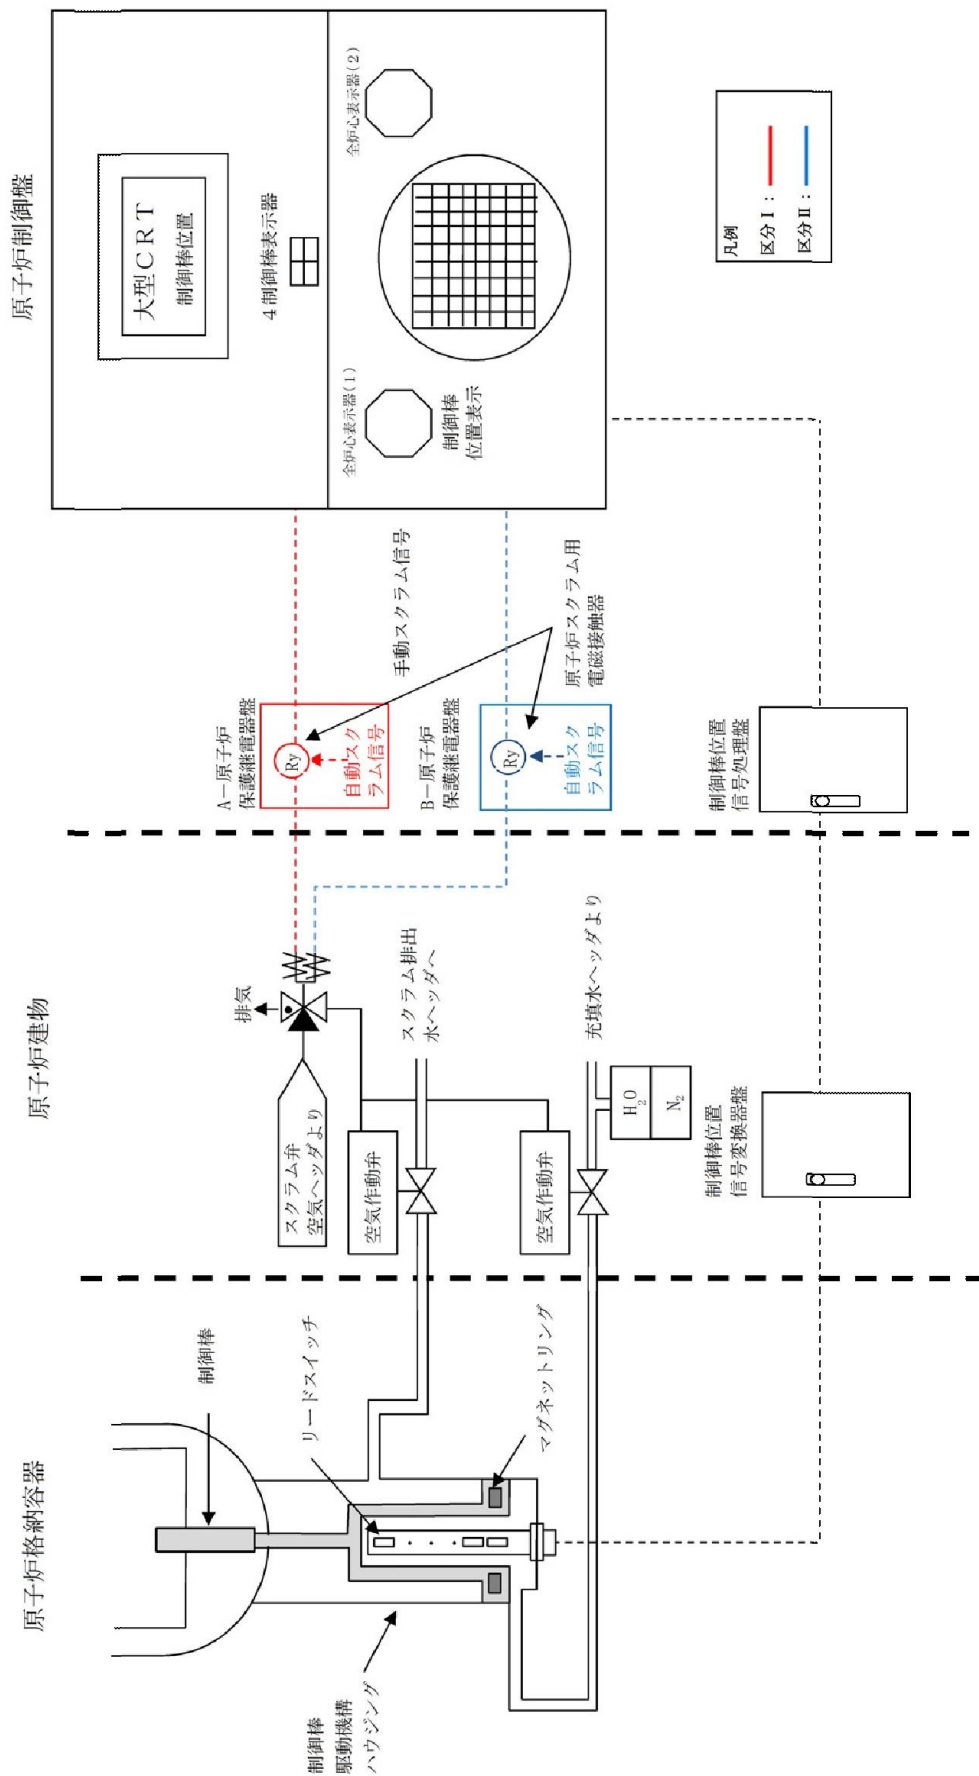 原子炉格納容器
原子炉建物
原子炉制御盤
制御棒
リードスイッチ
マグネットリング
制御棒
駆動機構
ハウジング
排気
スクラム弁
空気ヘッダより
空気作動弁
スクラム排出
水ヘッダへ
空気作動弁
充填水ヘッダより
H₂O
N₂
制御棒位置
信号変換器盤
A－原子炉
保護継電器盤
Ry
自動スク
ラム信号
手動スクラム信号
B－原子炉
保護継電器盤
Ry
自動スク
ラム信号
原子炉スクラム用
電磁接触器
制御棒位置
信号処理盤
大型CRT
制御棒位置
4制御棒表示器
全炉心表示器(1)
全炉心表示器(2)
制御棒
位置表示
凡例
区分Ⅰ：
区分Ⅱ：